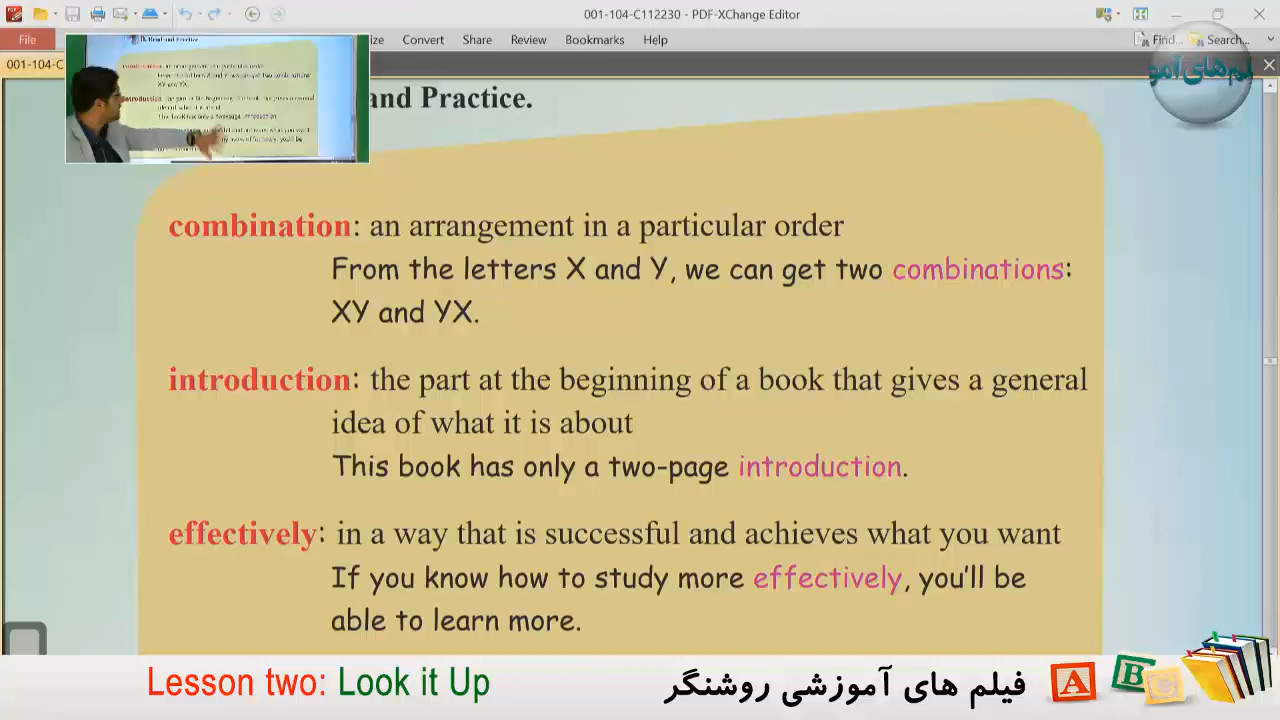 001-104-C112230 - PDF-XChange Editor
File
Convert
Share
Review
Bookmarks
Help
Find...
Search...
001-104-C
and Practice.
combination: an arrangement in a particular order
From the letters X and Y, we can get two combinations:
XY and YX.
introduction: the part at the beginning of a book that gives a general
idea of what it is about
This book has only a two-page introduction.
effectively: in a way that is successful and achieves what you want
If you know how to study more effectively, you'll be
able to learn more.
Lesson two: Look it Up
فیلم های آموزشی روشنگر
A
B